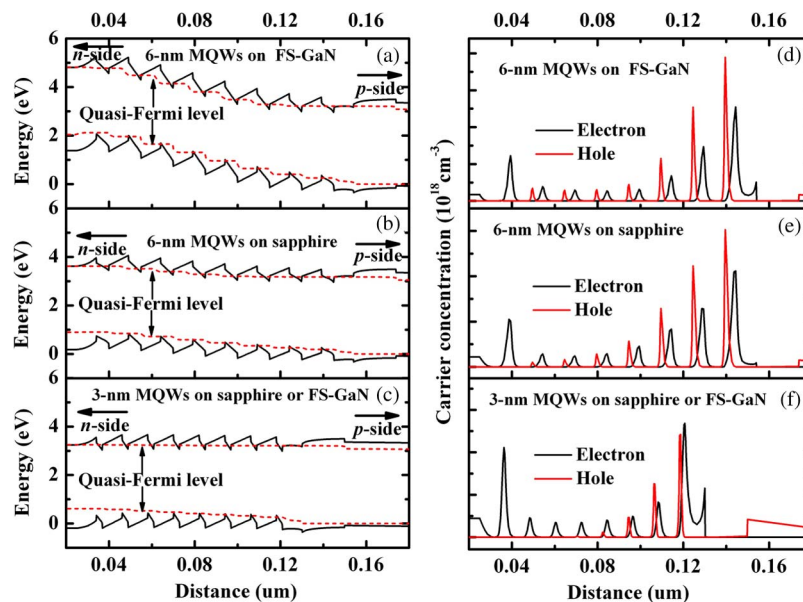 0.04 0.08 0.12 0.16
6
4
2
0
Energy (eV)
n-side
6-nm MQWs on FS-GaN
(a)
p-side
Quasi-Fermi level
6
4
2
0
Energy (eV)
6-nm MQWs on sapphire
(b)
n-side
p-side
Quasi-Fermi level
6
4
2
0
Energy (eV)
3-nm MQWs on sapphire or FS-GaN
(c)
n-side
p-side
Quasi-Fermi level
0.04 0.08 0.12 0.16
Distance (um)
0.04 0.08 0.12 0.16
Carrier concentration (10¹⁸ cm⁻³)
(d)
6-nm MQWs on FS-GaN
Electron
Hole
(e)
6-nm MQWs on sapphire
Electron
Hole
3-nm MQWs on sapphire or FS-GaN
(f)
Electron
Hole
0.04 0.08 0.12 0.16
Distance (um)